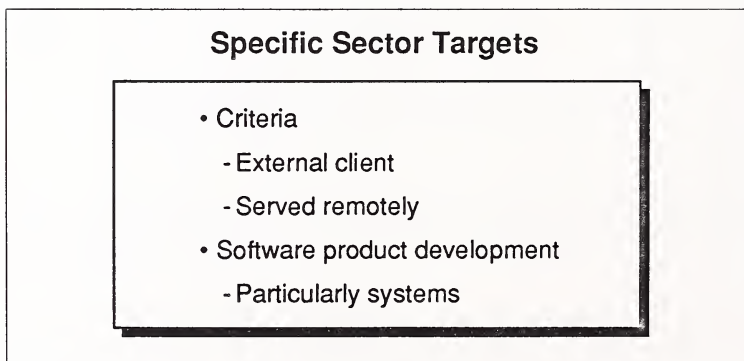 Specific Sector Targets
• Criteria
- External client
- Served remotely
• Software product development
- Particularly systems